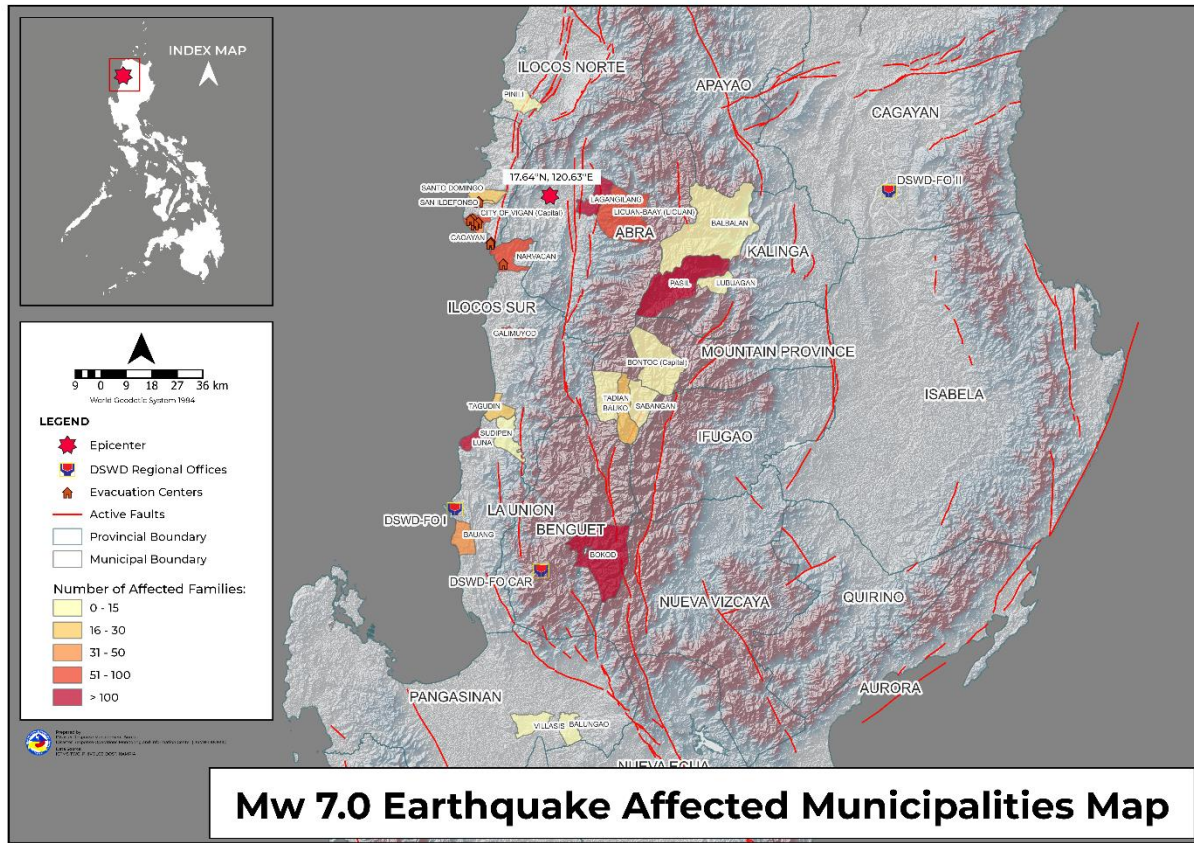 INDEX MAP
9 0 9 18 27 36 km
World Geodetic System 1984
LEGEND
Epicenter
DSWD Regional Offices
Evacuation Centers
Active Faults
Provincial Boundary
Municipal Boundary
Number of Affected Families:
0 - 15
16 - 30
31 - 50
51 - 100
> 100
ILOCOS NORTE
APAYAO
PINILI
CAGAYAN
17.64°N, 120.63°E
DSWD-FO II
SANTO DOMINGO
LAGANGILANG
SAN ILDEFONSO
CITY OF VIGAN (Capital)
LICUAN-BAAY (LICUAN)
BALBALAN
CAOAYAN
ABRA
KALINGA
NARVACAN
PASIL
LUBUAGAN
ILOCOS SUR
GALIMUYOD
MOUNTAIN PROVINCE
BONTOC (Capital)
ISABELA
TADIAN
TAGUDIN
BAUKO
SABANGAN
SUDIPEN
IFUGAO
LUNA
LA UNION
DSWD-FO I
BENGUET
BAUANG
BOKOD
DSWD-FO CAR
NUEVA VIZCAYA
QUIRINO
AURORA
PANGASINAN
VILLASIS
BALUNGAO
NUEVA ECIJA
Prepared by
Mw 7.0 Earthquake Affected Municipalities Map